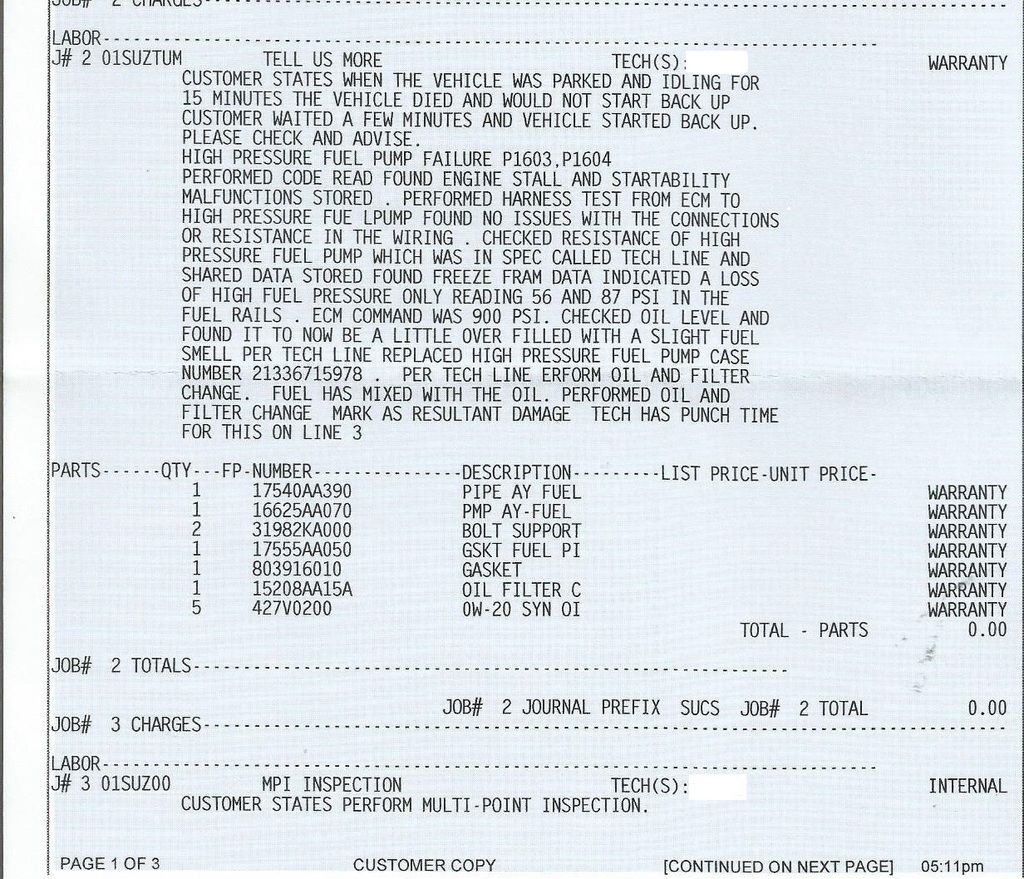 JOB# 2 CHARGES
LABOR
J# 2 01SUZTUM TELL US MORE TECH(S): WARRANTY
CUSTOMER STATES WHEN THE VEHICLE WAS PARKED AND IDLING FOR
15 MINUTES THE VEHICLE DIED AND WOULD NOT START BACK UP
CUSTOMER WAITED A FEW MINUTES AND VEHICLE STARTED BACK UP.
PLEASE CHECK AND ADVISE.
HIGH PRESSURE FUEL PUMP FAILURE P1603,P1604
PERFORMED CODE READ FOUND ENGINE STALL AND STARTABILITY
MALFUNCTIONS STORED . PERFORMED HARNESS TEST FROM ECM TO
HIGH PRESSURE FUE LPUMP FOUND NO ISSUES WITH THE CONNECTIONS
OR RESISTANCE IN THE WIRING . CHECKED RESISTANCE OF HIGH
PRESSURE FUEL PUMP WHICH WAS IN SPEC CALLED TECH LINE AND
SHARED DATA STORED FOUND FREEZE FRAM DATA INDICATED A LOSS
OF HIGH FUEL PRESSURE ONLY READING 56 AND 87 PSI IN THE
FUEL RAILS . ECM COMMAND WAS 900 PSI. CHECKED OIL LEVEL AND
FOUND IT TO NOW BE A LITTLE OVER FILLED WITH A SLIGHT FUEL
SMELL PER TECH LINE REPLACED HIGH PRESSURE FUEL PUMP CASE
NUMBER 21336715978 . PER TECH LINE ERFORM OIL AND FILTER
CHANGE. FUEL HAS MIXED WITH THE OIL. PERFORMED OIL AND
FILTER CHANGE MARK AS RESULTANT DAMAGE TECH HAS PUNCH TIME
FOR THIS ON LINE 3
PARTS------QTY---FP-NUMBER---------------DESCRIPTION---------LIST PRICE-UNIT PRICE-
1 17540AA390 PIPE AY FUEL WARRANTY
1 16625AA070 PMP AY-FUEL WARRANTY
2 31982KA000 BOLT SUPPORT WARRANTY
1 17555AA050 GSKT FUEL PI WARRANTY
1 803916010 GASKET WARRANTY
1 15208AA15A OIL FILTER C WARRANTY
5 427V0200 0W-20 SYN OI WARRANTY
TOTAL - PARTS 0.00
JOB# 2 TOTALS
JOB# 2 JOURNAL PREFIX SUCS JOB# 2 TOTAL 0.00
JOB# 3 CHARGES
LABOR
J# 3 01SUZ00 MPI INSPECTION TECH(S): INTERNAL
CUSTOMER STATES PERFORM MULTI-POINT INSPECTION.
PAGE 1 OF 3 CUSTOMER COPY [CONTINUED ON NEXT PAGE] 05:11pm